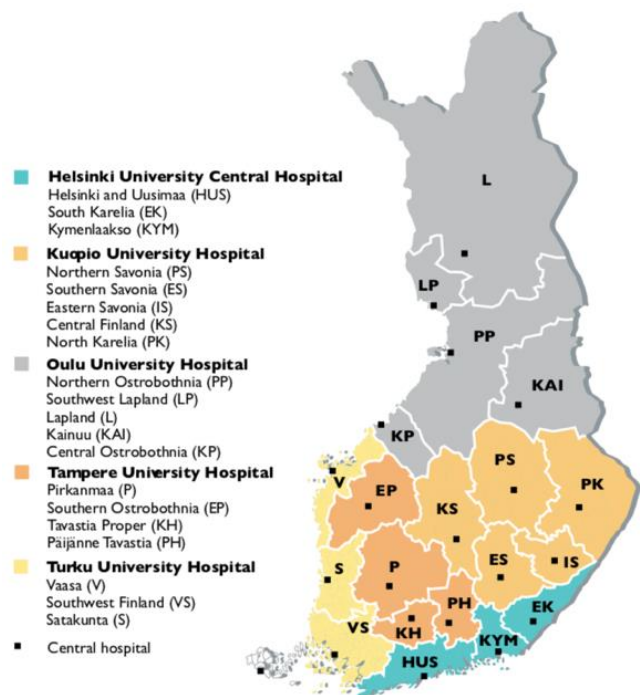 Helsinki University Central Hospital
Helsinki and Uusimaa (HUS)
South Karelia (EK)
Kymenlaakso (KYM)
Kuopio University Hospital
Northern Savonia (PS)
Southern Savonia (ES)
Eastern Savonia (IS)
Central Finland (KS)
North Karelia (PK)
Oulu University Hospital
Northern Ostrobothnia (PP)
Southwest Lapland (LP)
Lapland (L)
Kainuu (KAI)
Central Ostrobothnia (KP)
Tampere University Hospital
Pirkanmaa (P)
Southern Ostrobothnia (EP)
Tavastia Proper (KH)
Päijänne Tavastia (PH)
Turku University Hospital
Vaasa (V)
Southwest Finland (VS)
Satakunta (S)
Central hospital
L
LP
PP
KAI
KP
PS
V
EP
PK
KS
S
P
ES
IS
PH
EK
VS
KH
KYM
HUS